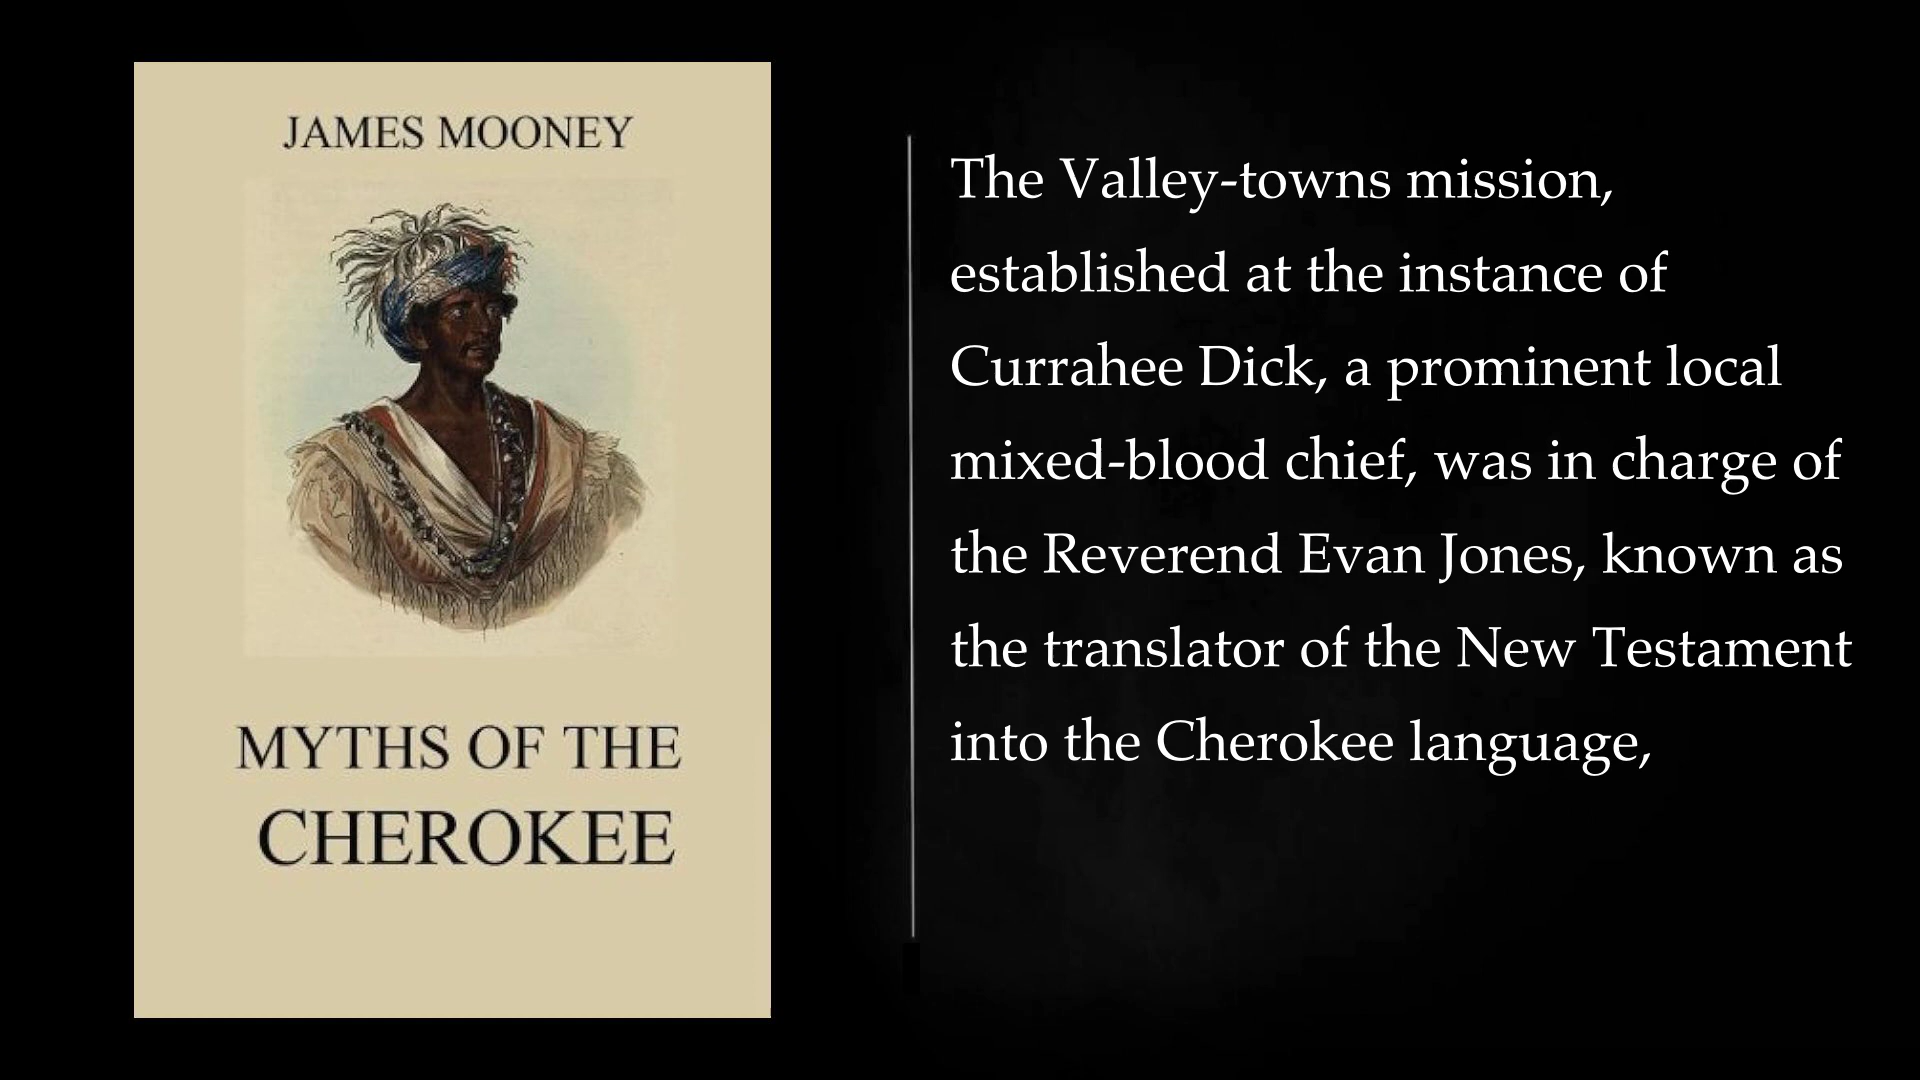 JAMES MOONEY
MYTHS OF THE
CHEROKEE
The Valley-towns mission,
established at the instance of
Currahee Dick, a prominent local
mixed-blood chief, was in charge of
the Reverend Evan Jones, known as
the translator of the New Testament
into the Cherokee language,